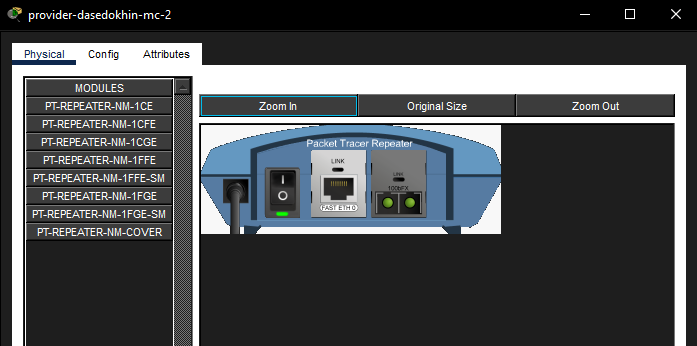 provider-dasedokhin-mc-2
Physical Config Attributes
MODULES
PT-REPEATER-NM-1CE
PT-REPEATER-NM-1CFE
PT-REPEATER-NM-1CGE
PT-REPEATER-NM-1FFE
PT-REPEATER-NM-1FFE-SM
PT-REPEATER-NM-1FGE
PT-REPEATER-NM-1FGE-SM
PT-REPEATER-NM-COVER
Zoom In Original Size Zoom Out
Packet Tracer Repeater
LINK
FAST ETH 0
LINK
100bFX